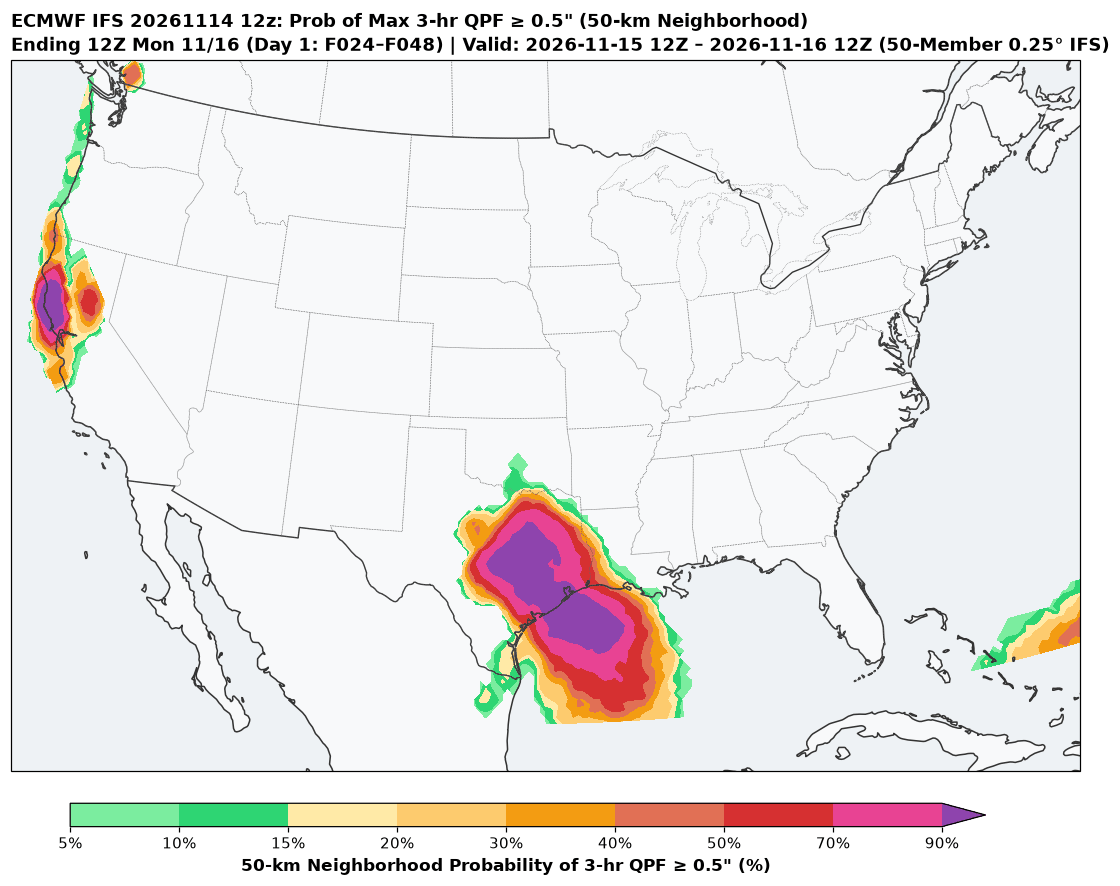 ECMWF IFS 20261114 12z: Prob of Max 3-hr QPF ≥ 0.5" (50-km Neighborhood)
Ending 12Z Mon 11/16 (Day 1: F024–F048) | Valid: 2026-11-15 12Z – 2026-11-16 12Z (50-Member 0.25° IFS)
5% 10% 15% 20% 30% 40% 50% 70% 90%
50-km Neighborhood Probability of 3-hr QPF ≥ 0.5" (%)